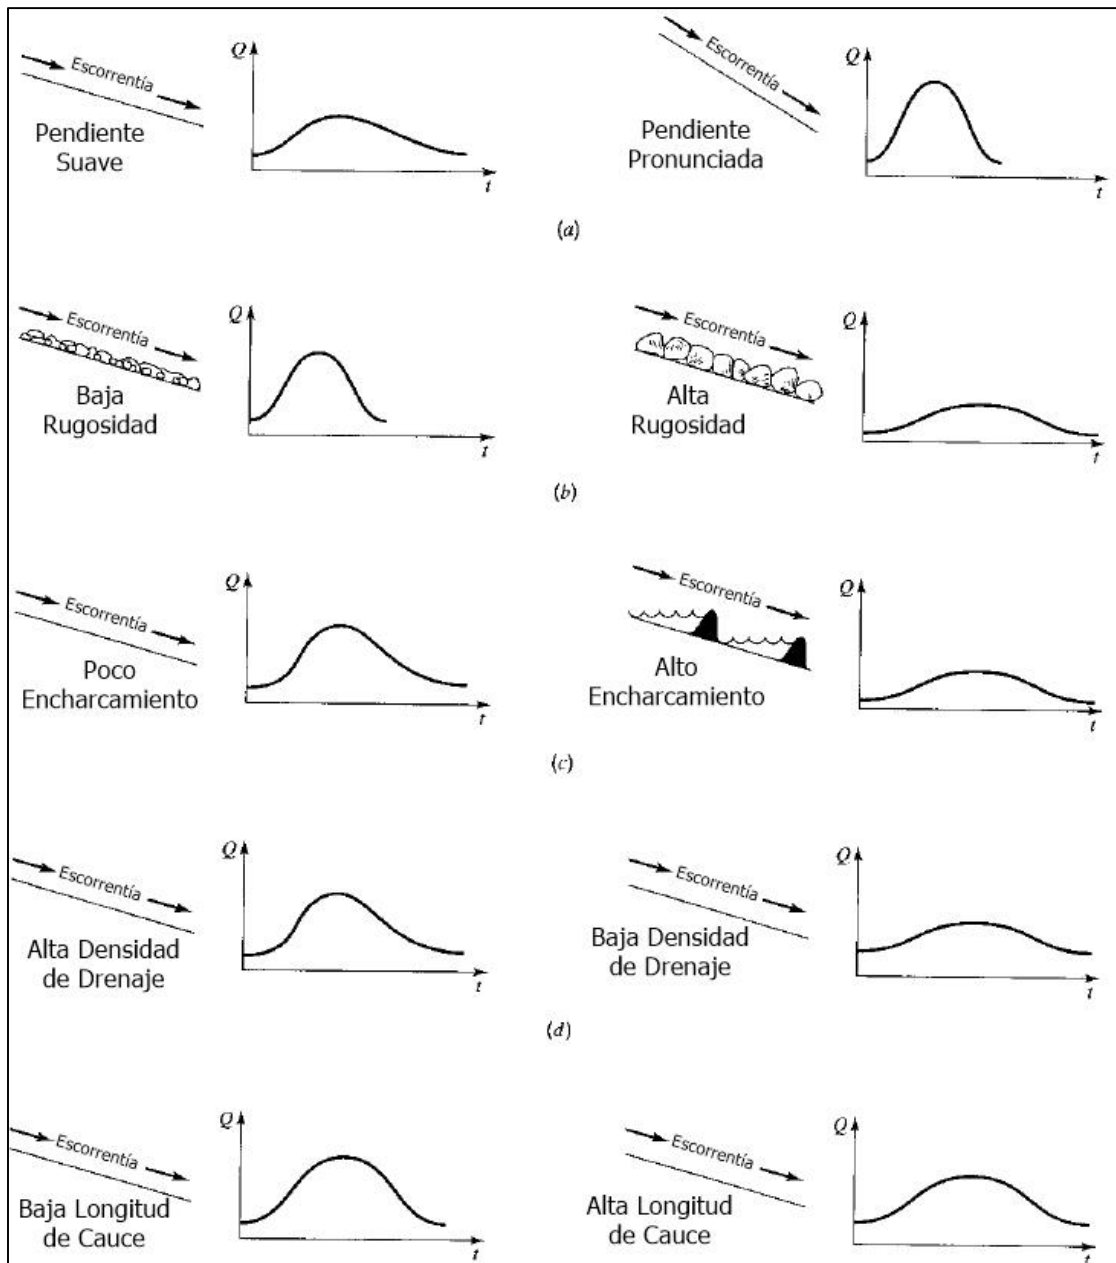 Escorrentía
Pendiente
Suave
Q
t
Escorrentía
Pendiente
Pronunciada
Q
t
(a)
Escorrentía
Baja
Rugosidad
Q
t
Escorrentía
Alta
Rugosidad
Q
t
(b)
Escorrentía
Poco
Encharcamiento
Q
t
Escorrentía
Alto
Encharcamiento
Q
t
(c)
Escorrentía
Alta Densidad
de Drenaje
Q
t
Escorrentía
Baja Densidad
de Drenaje
Q
t
(d)
Escorrentía
Baja Longitud
de Cauce
Q
t
Escorrentía
Alta Longitud
de Cauce
Q
t